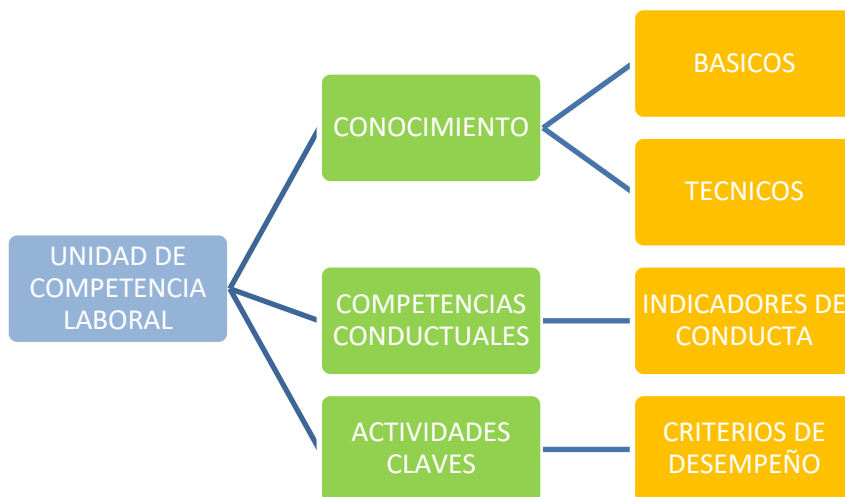 UNIDAD DE
COMPETENCIA
LABORAL
CONOCIMIENTO
BASICOS
TECNICOS
COMPETENCIAS
CONDUCTUALES
INDICADORES DE
CONDUCTA
ACTIVIDADES
CLAVES
CRITERIOS DE
DESEMPEÑO